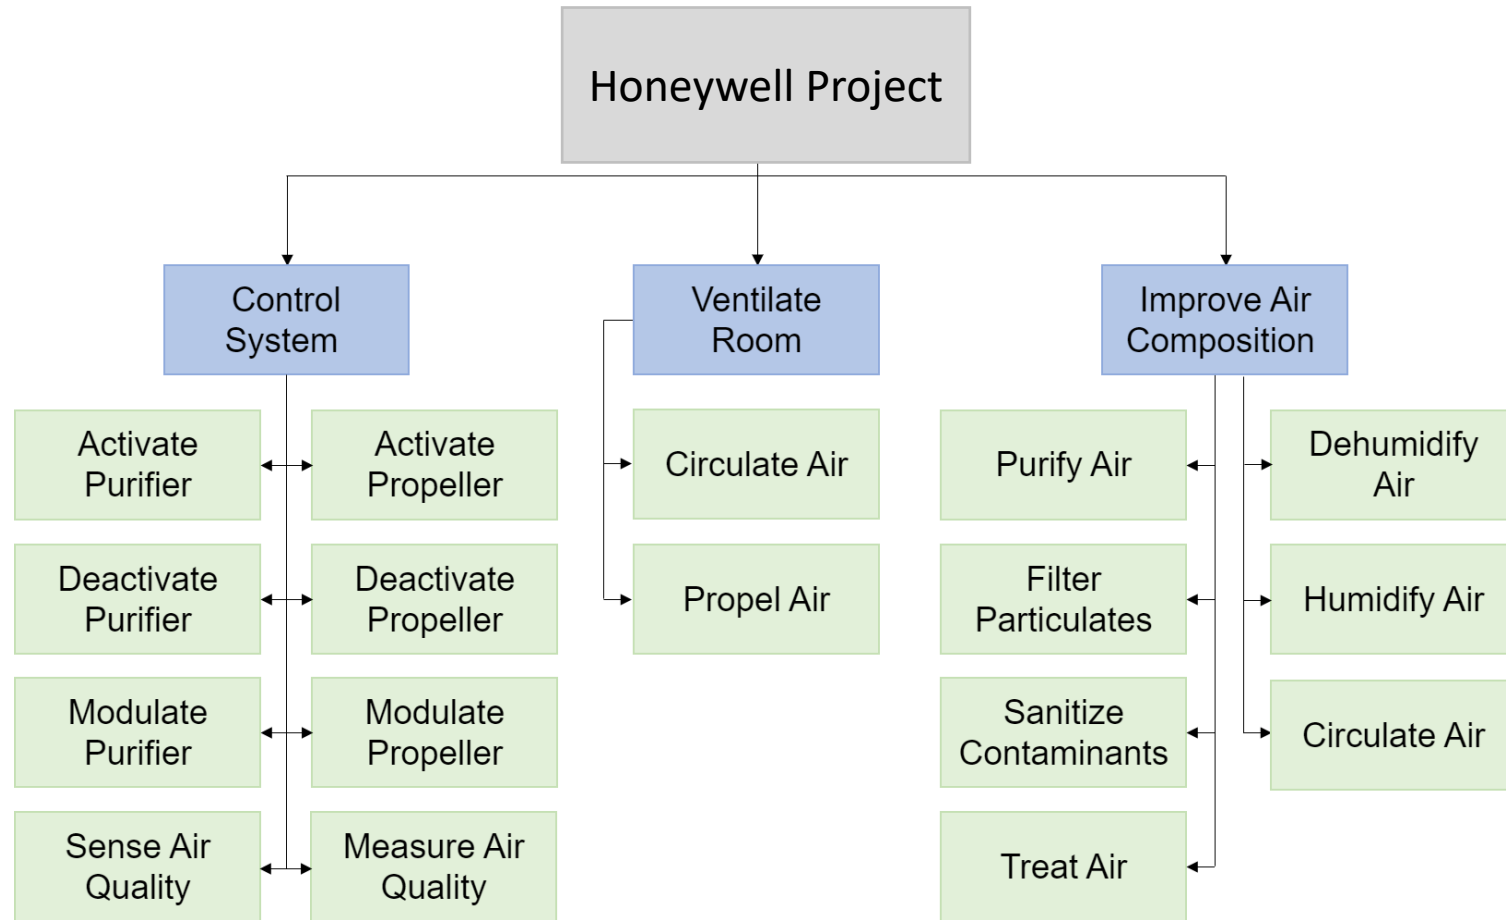 Honeywell Project
Control
System
Ventilate
Room
Improve Air
Composition
Activate
Purifier
Activate
Propeller
Circulate Air
Purify Air
Dehumidify
Air
Deactivate
Purifier
Deactivate
Propeller
Propel Air
Filter
Particulates
Humidify Air
Modulate
Purifier
Modulate
Propeller
Sanitize
Contaminants
Circulate Air
Sense Air
Quality
Measure Air
Quality
Treat Air